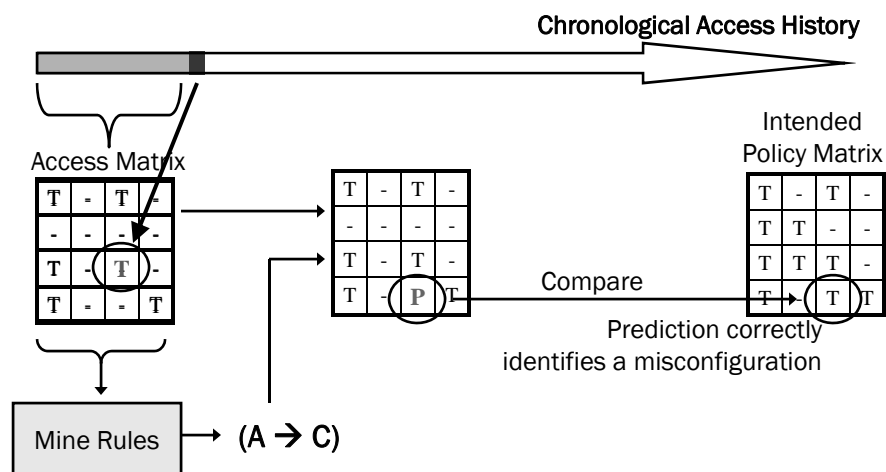 Chronological Access History
Access Matrix
T - T -
- - - -
T - T -
T - - T
T - T -
- - - -
T - T -
T - P T
Intended
Policy Matrix
T - T -
T T - -
T T T -
T - T T
Compare
Prediction correctly
identifies a misconfiguration
Mine Rules
(A → C)